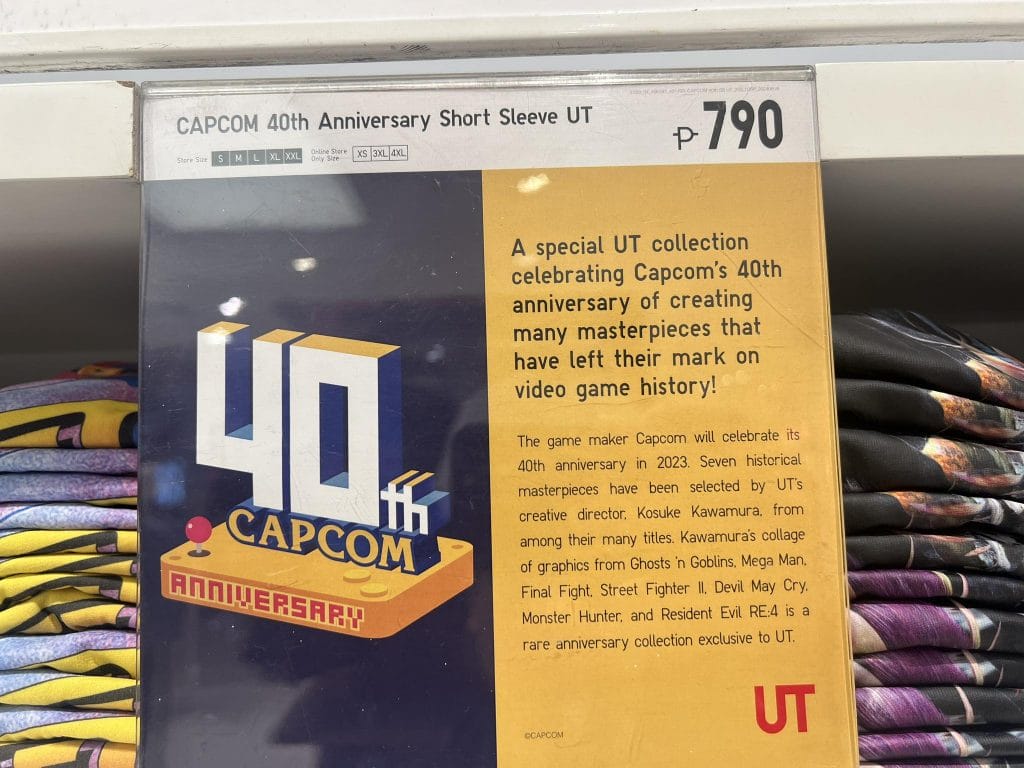 CAPCOM 40th Anniversary Short Sleeve UT
₱790
Store Size S M L XL XXL Online Store Only Size XS 3XL 4XL
A special UT collection
celebrating Capcom's 40th
anniversary of creating
many masterpieces that
have left their mark on
video game history!
40th
CAPCOM
ANNIVERSARY
The game maker Capcom will celebrate its
40th anniversary in 2023. Seven historical
masterpieces have been selected by UT's
creative director, Kosuke Kawamura, from
among their many titles. Kawamura's collage
of graphics from Ghosts 'n Goblins, Mega Man,
Final Fight, Street Fighter II, Devil May Cry,
Monster Hunter, and Resident Evil RE:4 is a
rare anniversary collection exclusive to UT.
UT
©CAPCOM